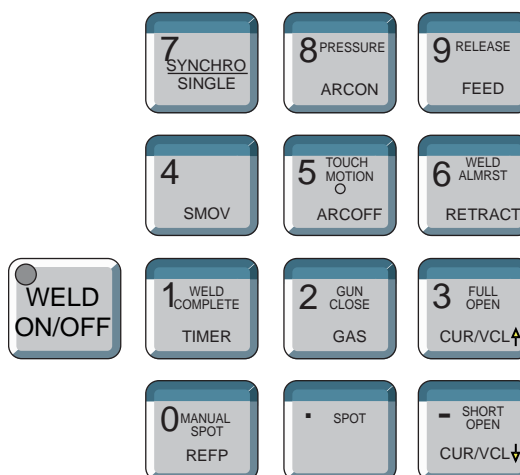 7 SYNCHRO
SINGLE
8 PRESSURE
ARCON
9 RELEASE
FEED
4
SMOV
5 TOUCH
MOTION
ARCOFF
6 WELD
ALMRST
RETRACT
WELD
ON/OFF
1 WELD
COMPLETE
TIMER
2 GUN
CLOSE
GAS
3 FULL
OPEN
CUR/VCL
0 MANUAL
SPOT
REFP
. SPOT
- SHORT
OPEN
CUR/VCL